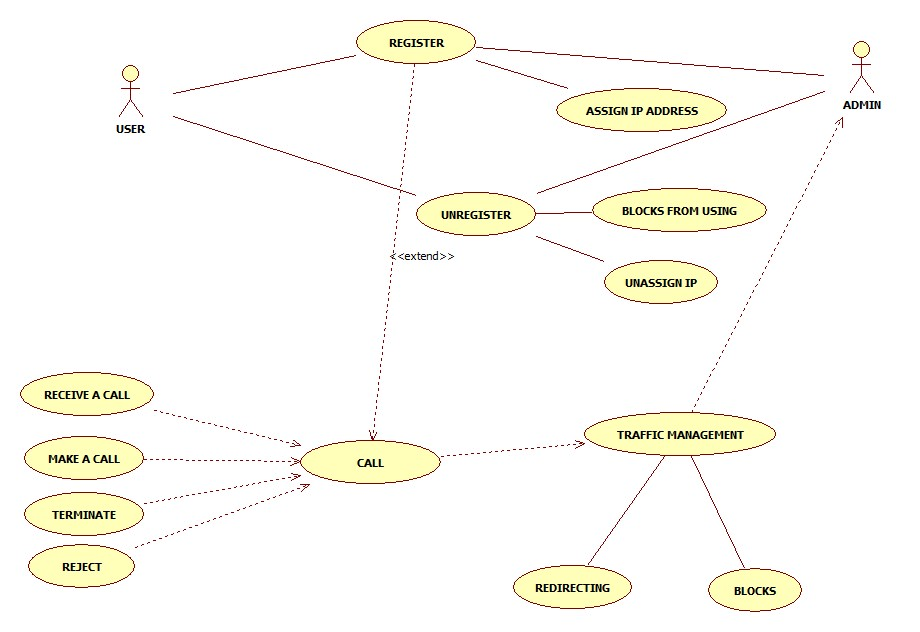 REGISTER
USER
ADMIN
ASSIGN IP ADDRESS
UNREGISTER
BLOCKS FROM USING
<<extend>>
UNASSIGN IP
RECEIVE A CALL
MAKE A CALL
CALL
TRAFFIC MANAGEMENT
TERMINATE
REJECT
REDIRECTING
BLOCKS